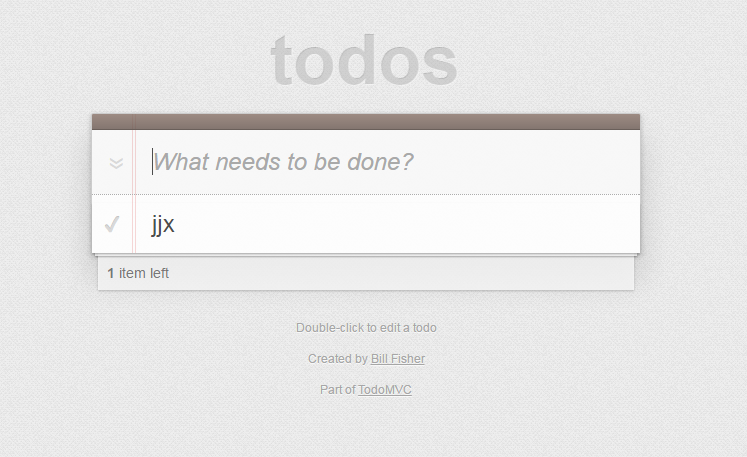 todos
What needs to be done?
jjx
1 item left
Double-click to edit a todo
Created by Bill Fisher
Part of TodoMVC